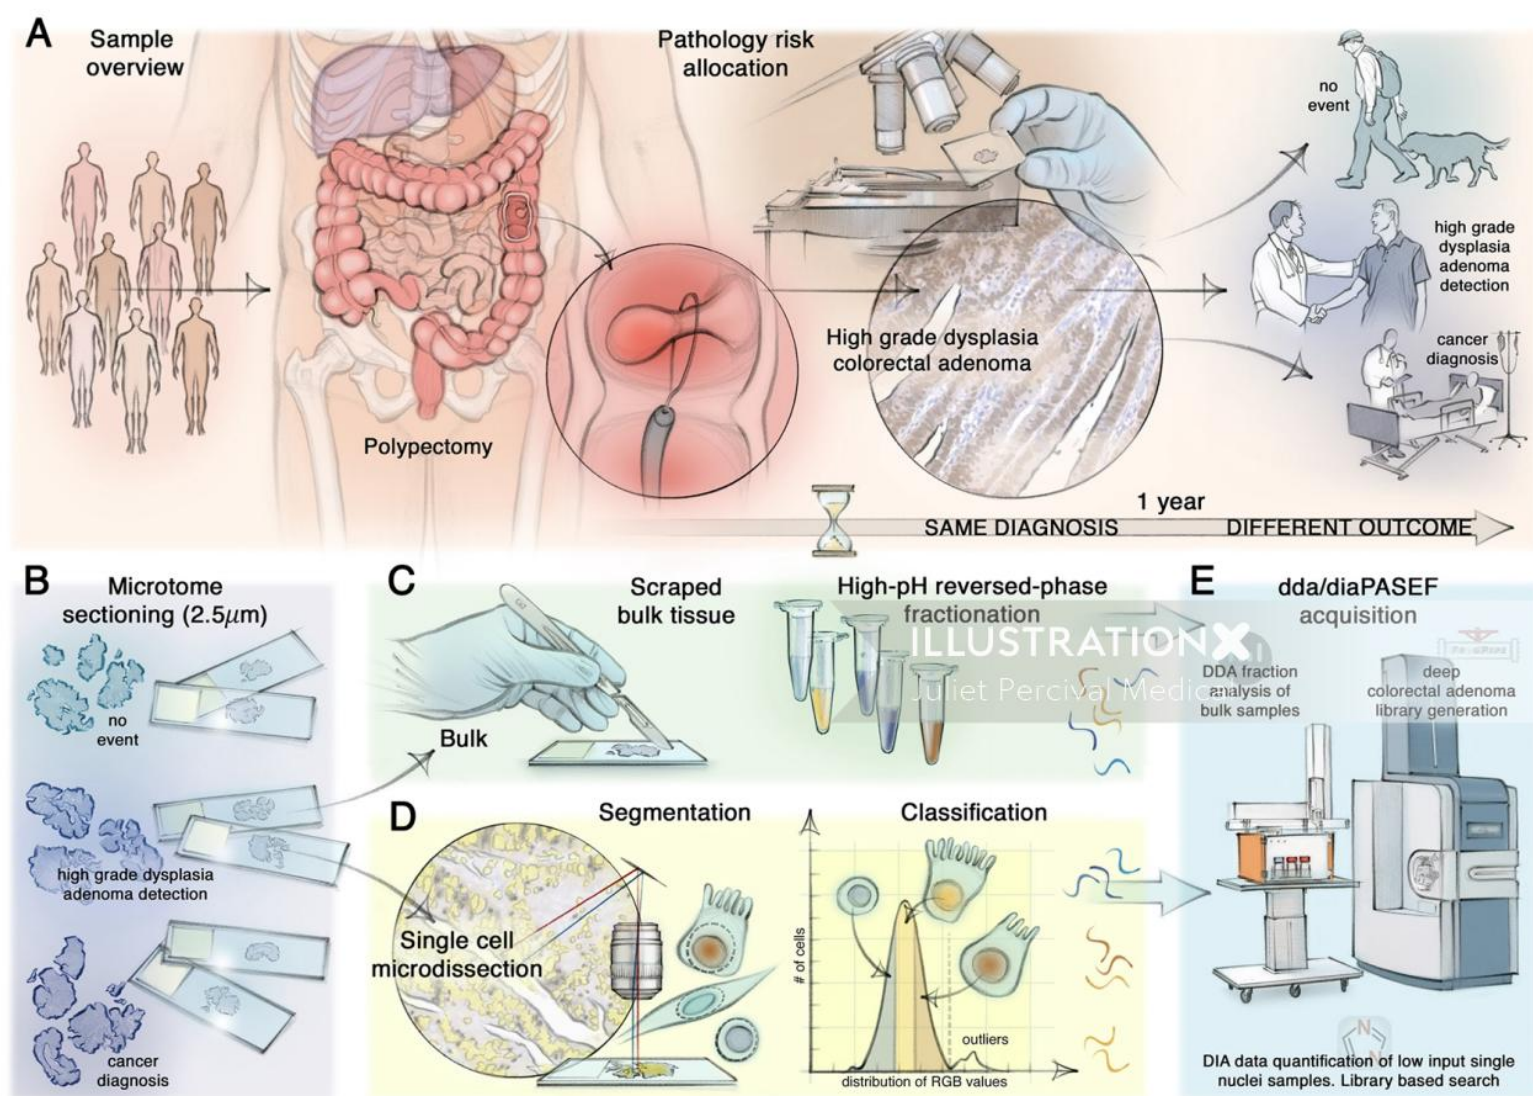 A
Sample
overview
Pathology risk
allocation
no
event
high grade
dysplasia
adenoma
detection
High grade dysplasia
colorectal adenoma
cancer
diagnosis
Polypectomy
1 year
SAME DIAGNOSIS
DIFFERENT OUTCOME
B
Microtome
sectioning (2.5μm)
no
event
high grade dysplasia
adenoma detection
cancer
diagnosis
C
Scraped
bulk tissue
High-pH reversed-phase
fractionation
Bulk
ILLUSTRATIONX
Juliet Percival Medic
D
Segmentation
Classification
Single cell
microdissection
# of cells
outliers
distribution of RGB values
E
dda/diaPASEF
acquisition
DDA fraction
analysis of
bulk samples
deep
colorectal adenoma
library generation
N
N
DIA data quantification of low input single
nuclei samples. Library based search